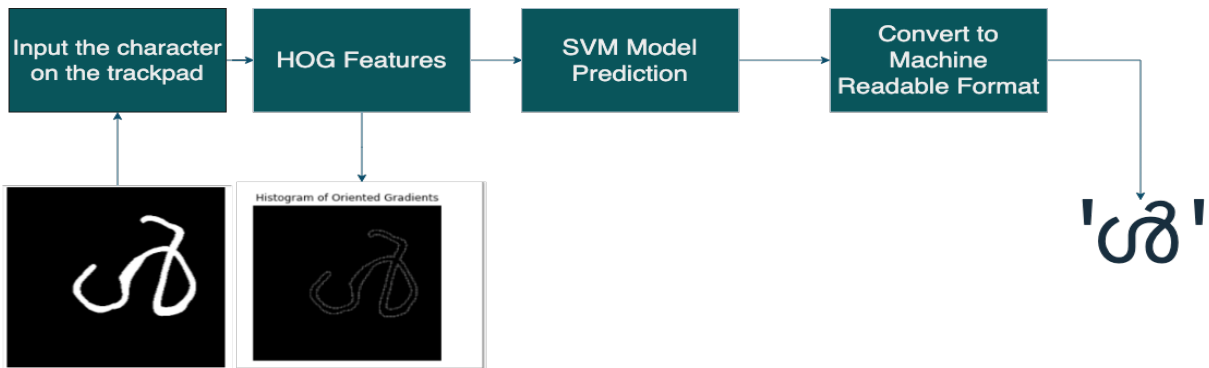 Input the character
on the trackpad
HOG Features
SVM Model
Prediction
Convert to
Machine
Readable Format
Histogram of Oriented Gradients
ൾ
ൾ
'ൾ'